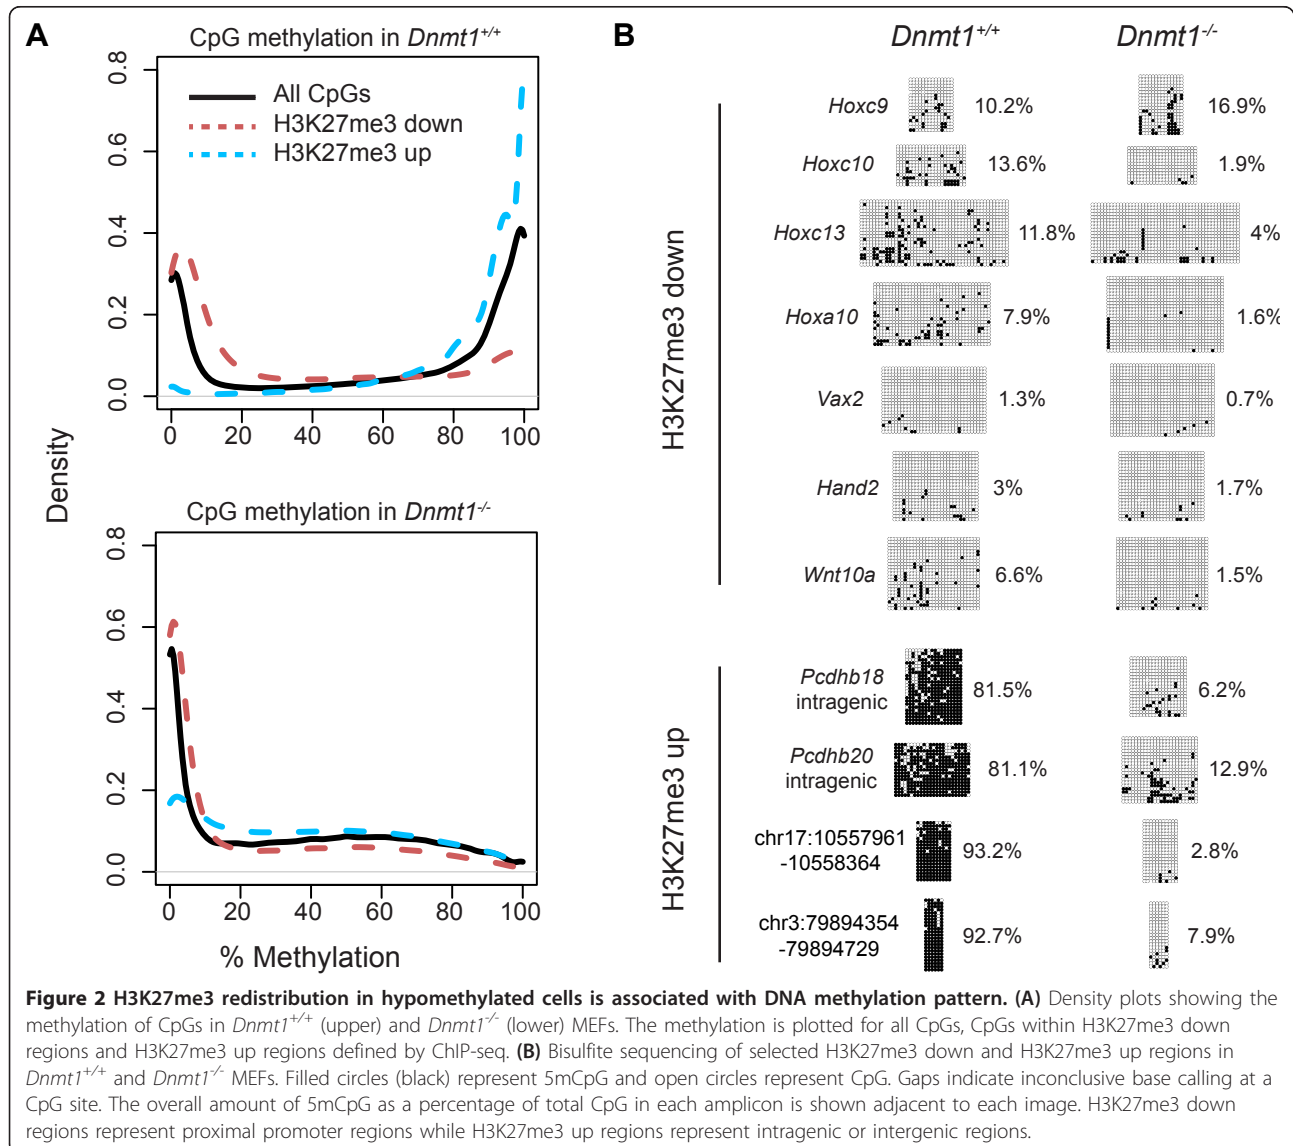 A
CpG methylation in Dnmt1+/+
0.8
0.6
0.4
0.2
0.0
All CpGs
H3K27me3 down
H3K27me3 up
0 20 40 60 80 100
Density
CpG methylation in Dnmt1-/-
0.8
0.6
0.4
0.2
0.0
0 20 40 60 80 100
% Methylation
B
Dnmt1+/+ Dnmt1-/-
H3K27me3 down
Hoxc9 10.2% 16.9%
Hoxc10 13.6% 1.9%
Hoxc13 11.8% 4%
Hoxa10 7.9% 1.6%
Vax2 1.3% 0.7%
Hand2 3% 1.7%
Wnt10a 6.6% 1.5%
H3K27me3 up
Pcdhb18
intragenic 81.5% 6.2%
Pcdhb20
intragenic 81.1% 12.9%
chr17:10557961
-10558364 93.2% 2.8%
chr3:79894354
-79894729 92.7% 7.9%
Figure 2 H3K27me3 redistribution in hypomethylated cells is associated with DNA methylation pattern. (A) Density plots showing the
methylation of CpGs in Dnmt1+/+ (upper) and Dnmt1-/- (lower) MEFs. The methylation is plotted for all CpGs, CpGs within H3K27me3 down
regions and H3K27me3 up regions defined by ChIP-seq. (B) Bisulfite sequencing of selected H3K27me3 down and H3K27me3 up regions in
Dnmt1+/+ and Dnmt1-/- MEFs. Filled circles (black) represent 5mCpG and open circles represent CpG. Gaps indicate inconclusive base calling at a
CpG site. The overall amount of 5mCpG as a percentage of total CpG in each amplicon is shown adjacent to each image. H3K27me3 down
regions represent proximal promoter regions while H3K27me3 up regions represent intragenic or intergenic regions.